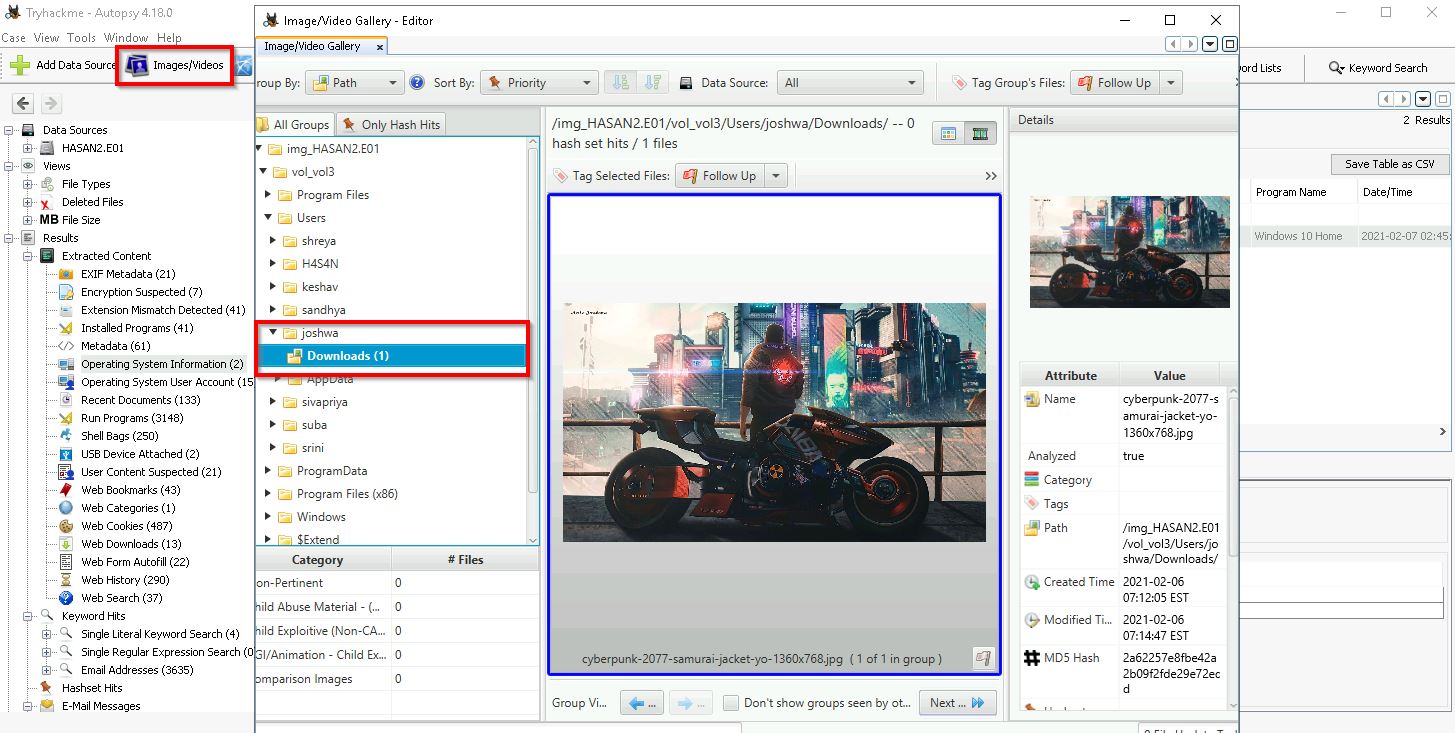 Tryhackme - Autopsy 4.18.0
Case View Tools Window Help
Add Data Source
Images/Videos
ord Lists
Keyword Search
Data Sources
HASAN2.E01
Views
File Types
Deleted Files
MB File Size
Results
Extracted Content
EXIF Metadata (21)
Encryption Suspected (7)
Extension Mismatch Detected (41)
Installed Programs (41)
Metadata (61)
Operating System Information (2)
Operating System User Account (15
Recent Documents (133)
Run Programs (3148)
Shell Bags (250)
USB Device Attached (2)
User Content Suspected (21)
Web Bookmarks (43)
Web Categories (1)
Web Cookies (487)
Web Downloads (13)
Web Form Autofill (22)
Web History (290)
Web Search (37)
Keyword Hits
Single Literal Keyword Search (4)
Single Regular Expression Search (0
Email Addresses (3635)
Hashset Hits
E-Mail Messages
Image/Video Gallery - Editor
Image/Video Gallery x
roup By: Path Sort By: Priority Data Source: All Tag Group's Files: Follow Up
All Groups Only Hash Hits
img_HASAN2.E01
vol_vol3
Program Files
Users
shreya
H4S4N
keshav
sandhya
joshwa
Downloads (1)
AppData
sivapriya
suba
srini
ProgramData
Program Files (x86)
Windows
$Extend
Category # Files
on-Pertinent 0
hild Abuse Material - (... 0
hild Exploitive (Non-CA... 0
GI/Animation - Child Ex... 0
omparison Images 0
/img_HASAN2.E01/vol_vol3/Users/joshwa/Downloads/ -- 0
hash set hits / 1 files
Tag Selected Files: Follow Up
cyberpunk-2077-samurai-jacket-yo-1360x768.jpg ( 1 of 1 in group )
Group Vi... ... ... Don't show groups seen by ot... Next ...
Details
Attribute Value
Name cyberpunk-2077-s
amurai-jacket-yo-
1360x768.jpg
Analyzed true
Category
Tags
Path /img_HASAN2.E01
/vol_vol3/Users/jo
shwa/Downloads/
Created Time 2021-02-06
07:12:05 EST
Modified Ti... 2021-02-06
07:14:47 EST
MD5 Hash 2a62257e8fbe42a
2b09f2fde29e72ec
d
2 Results
Save Table as CSV
Program Name Date/Time
Windows 10 Home 2021-02-07 02:45: